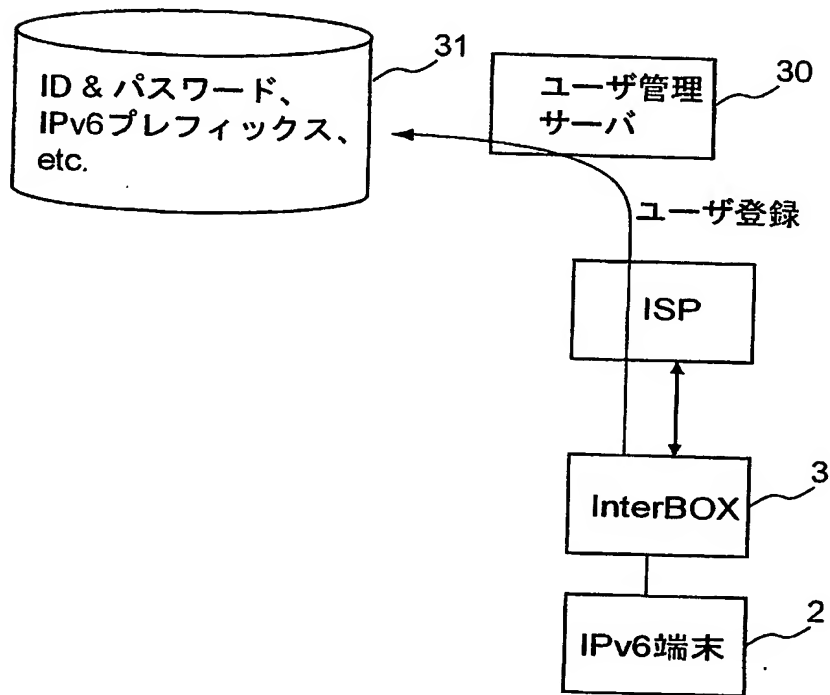 31
ID & パスワード、
IPv6プレフィックス、
etc.
ユーザ管理
サーバ
30
ユーザ登録
ISP
3
InterBOX
2
IPv6端末